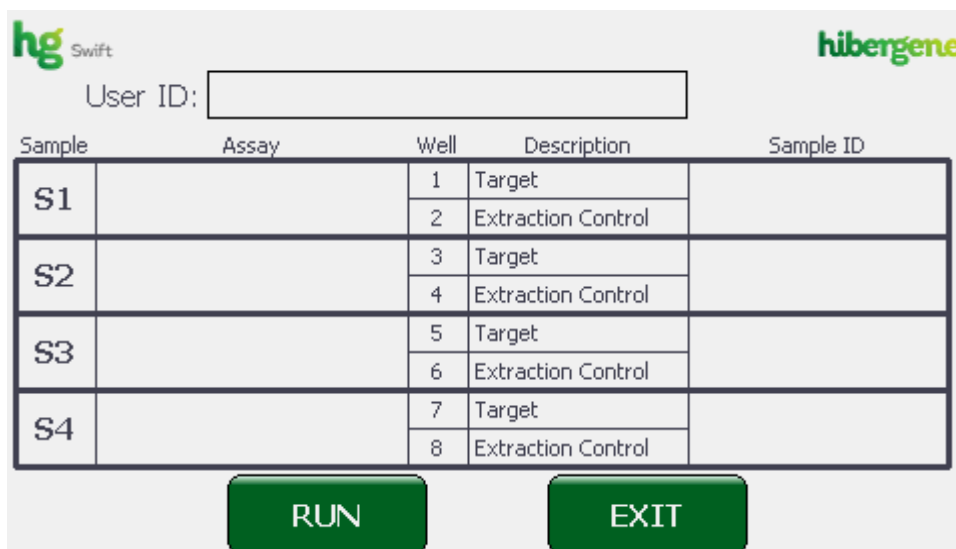 hg Swift hibergene
User ID:
Sample Assay Well Description Sample ID
S1 1 Target
2 Extraction Control
S2 3 Target
4 Extraction Control
S3 5 Target
6 Extraction Control
S4 7 Target
8 Extraction Control
RUN EXIT